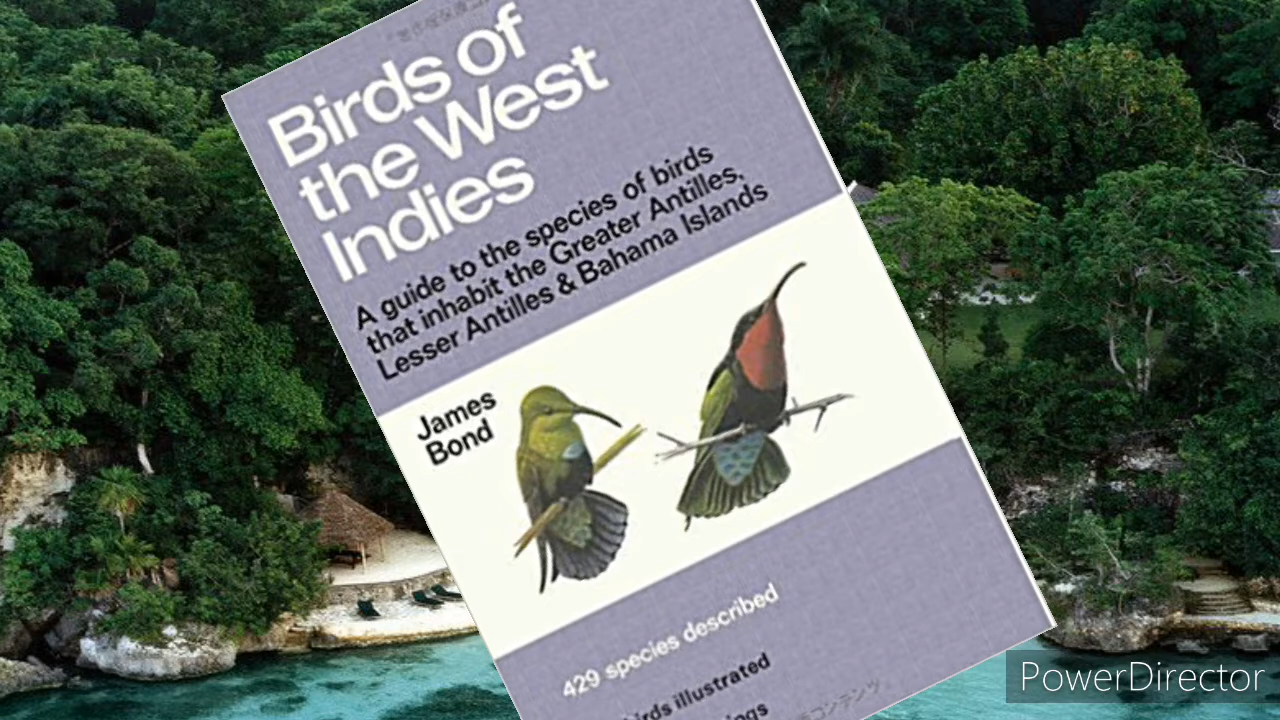 Birds of
the West
Indies
A guide to the species of birds
that inhabit the Greater Antilles,
Lesser Antilles & Bahama Islands
James
Bond
429 species described
birds illustrated
PowerDirector